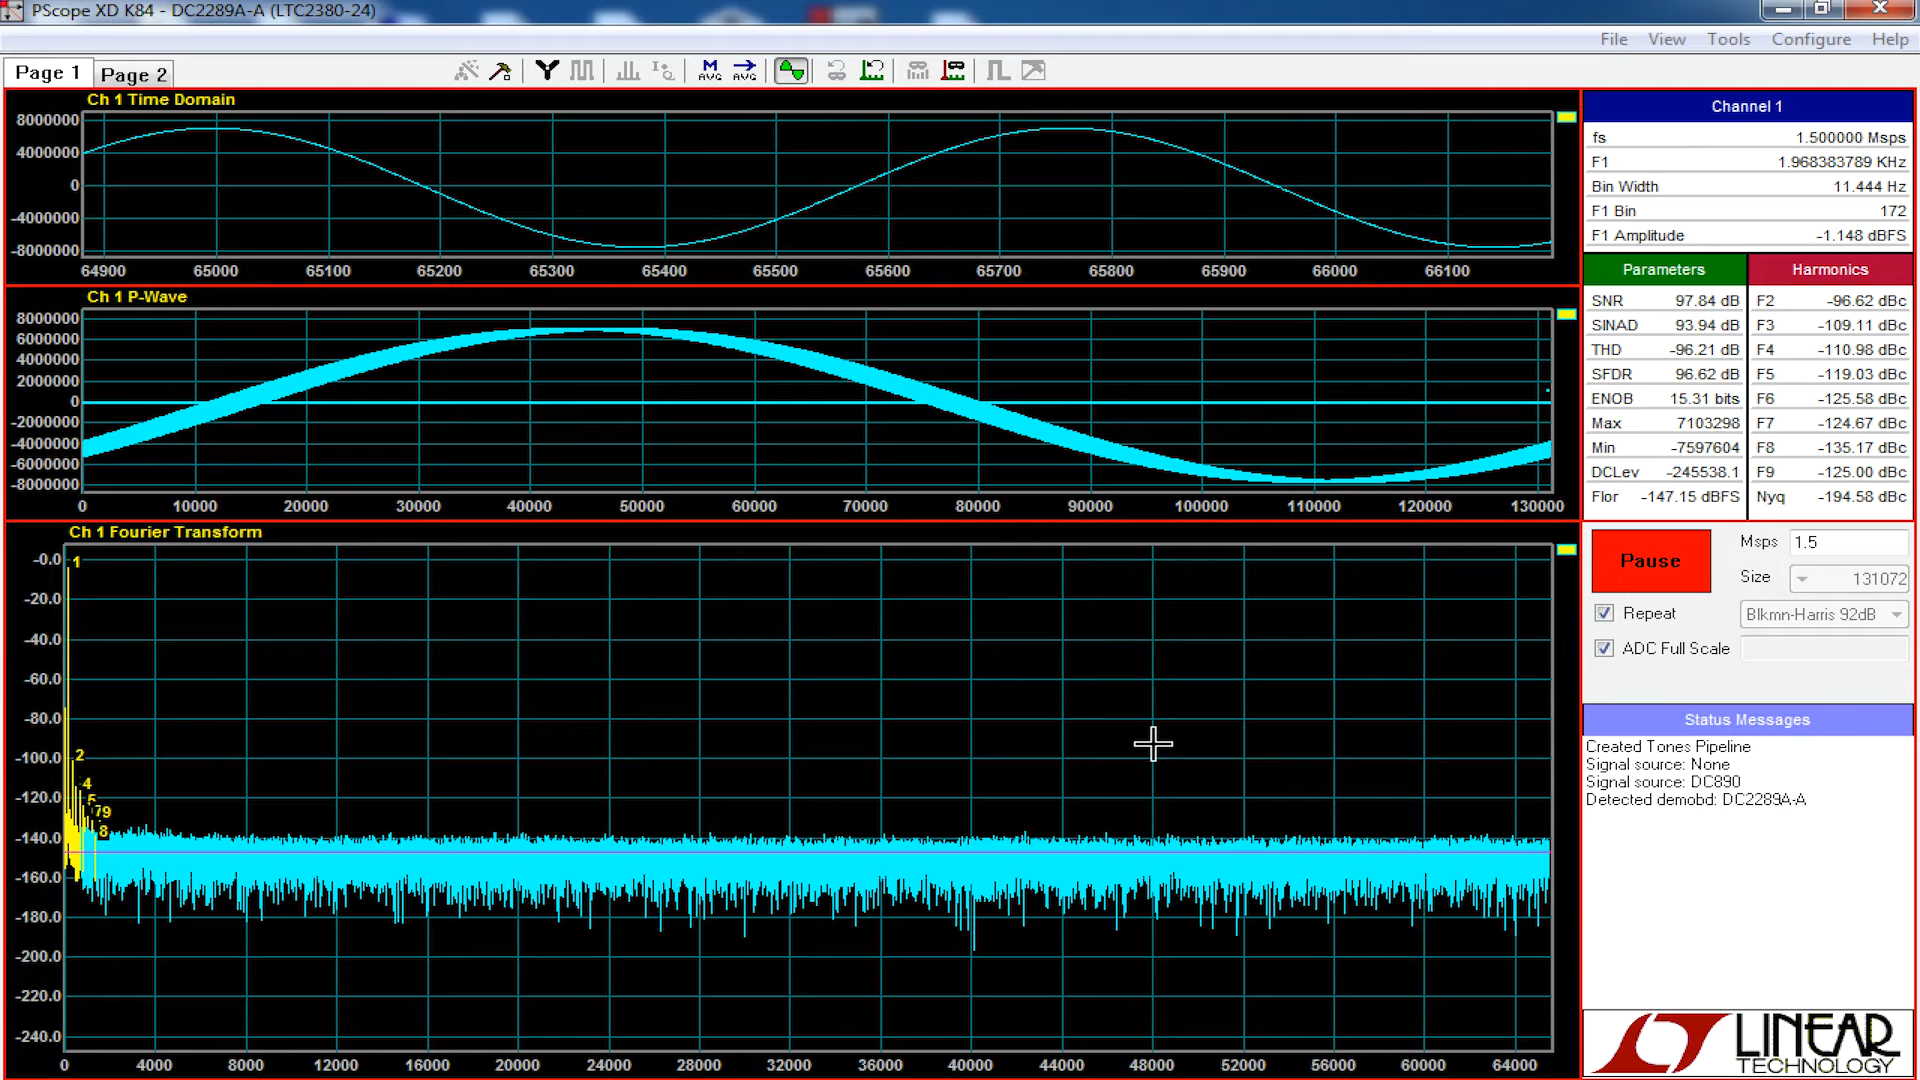 PScope XD K84 - DC2289A-A (LTC2380-24)
File View Tools Configure Help
Page 1 Page 2
M AVG AVG
Ch 1 Time Domain
8000000
4000000
0
-4000000
-8000000
64900 65000 65100 65200 65300 65400 65500 65600 65700 65800 65900 66000 66100
Ch 1 P-Wave
8000000
6000000
4000000
2000000
0
-2000000
-4000000
-6000000
-8000000
0 10000 20000 30000 40000 50000 60000 70000 80000 90000 100000 110000 120000 130000
Ch 1 Fourier Transform
-0.0
-20.0
-40.0
-60.0
-80.0
-100.0
-120.0
-140.0
-160.0
-180.0
-200.0
-220.0
-240.0
1
2
4
5
79
8
0 4000 8000 12000 16000 20000 24000 28000 32000 36000 40000 44000 48000 52000 56000 60000 64000
Channel 1
fs 1.500000 Msps
F1 1.968383789 KHz
Bin Width 11.444 Hz
F1 Bin 172
F1 Amplitude -1.148 dBFS
Parameters Harmonics
SNR 97.84 dB F2 -96.62 dBc
SINAD 93.94 dB F3 -109.11 dBc
THD -96.21 dB F4 -110.98 dBc
SFDR 96.62 dB F5 -119.03 dBc
ENOB 15.31 bits F6 -125.58 dBc
Max 7103298 F7 -124.67 dBc
Min -7597604 F8 -135.17 dBc
DCLev -245538.1 F9 -125.00 dBc
Flor -147.15 dBFS Nyq -194.58 dBc
Pause
Msps 1.5
Size 131072
Repeat Blkmn-Harris 92dB
ADC Full Scale
Status Messages
Created Tones Pipeline
Signal source: None
Signal source: DC890
Detected demobd: DC2289A-A
LINEAR
TECHNOLOGY